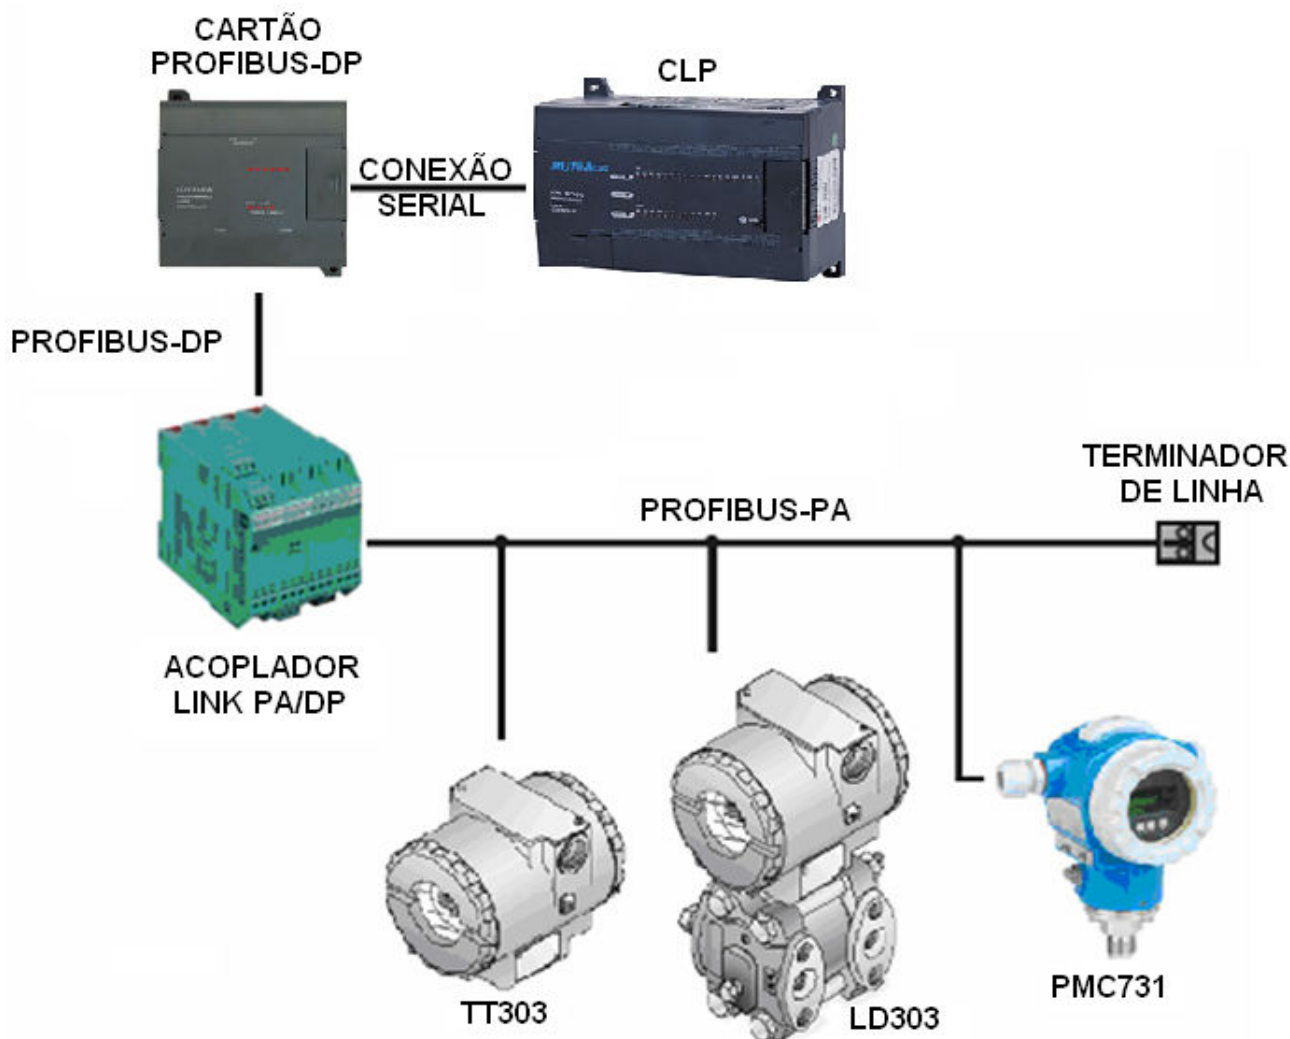 CARTÃO
PROFIBUS-DP
CLP
CONEXÃO
SERIAL
PROFIBUS-DP
TERMINADOR
DE LINHA
PROFIBUS-PA
ACOPLADOR
LINK PA/DP
TT303
LD303
PMC731